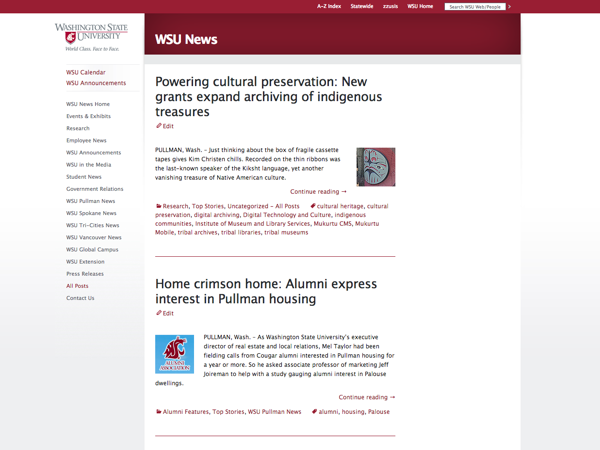 A-Z Index Statewide zzusis WSU Home Search WSU Web/People
WASHINGTON STATE
UNIVERSITY
World Class. Face to Face.
WSU News
WSU Calendar
WSU Announcements
WSU News Home
Events & Exhibits
Research
Employee News
WSU Announcements
WSU in the Media
Student News
Government Relations
WSU Pullman News
WSU Spokane News
WSU Tri-Cities News
WSU Vancouver News
WSU Global Campus
WSU Extension
Press Releases
All Posts
Contact Us
Powering cultural preservation: New
grants expand archiving of indigenous
treasures
Edit
PULLMAN, Wash. – Just thinking about the box of fragile cassette
tapes gives Kim Christen chills. Recorded on the thin ribbons was
the last-known speaker of the Kiksht language, yet another
vanishing treasure of Native American culture.
Continue reading →
Research, Top Stories, Uncategorized - All Posts cultural heritage, cultural
preservation, digital archiving, Digital Technology and Culture, indigenous
communities, Institute of Museum and Library Services, Mukurtu CMS, Mukurtu
Mobile, tribal archives, tribal libraries, tribal museums
Home crimson home: Alumni express
interest in Pullman housing
Edit
ALUMNI
ASSOCIATION
PULLMAN, Wash. – As Washington State University's executive
director of real estate and local relations, Mel Taylor had been
fielding calls from Cougar alumni interested in Pullman housing for
a year or more. So he asked associate professor of marketing Jeff
Joireman to help with a study gauging alumni interest in Palouse
dwellings.
Continue reading →
Alumni Features, Top Stories, WSU Pullman News alumni, housing, Palouse